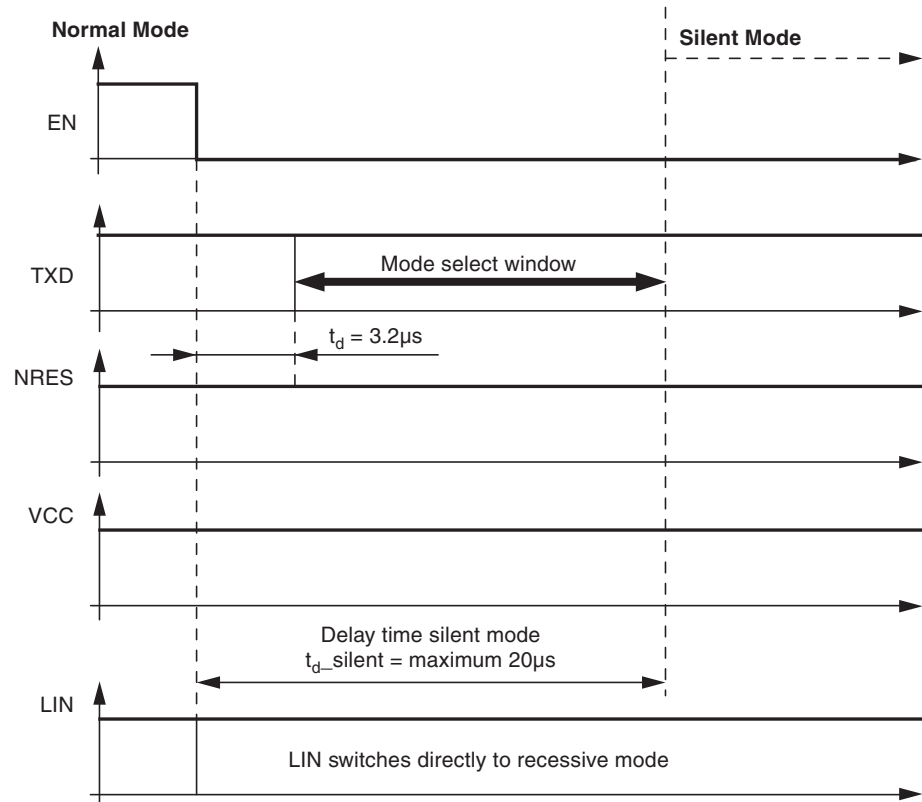 Normal Mode
Silent Mode
EN
TXD
Mode select window
t_d = 3.2μs
NRES
VCC
Delay time silent mode
t_d_silent = maximum 20μs
LIN
LIN switches directly to recessive mode